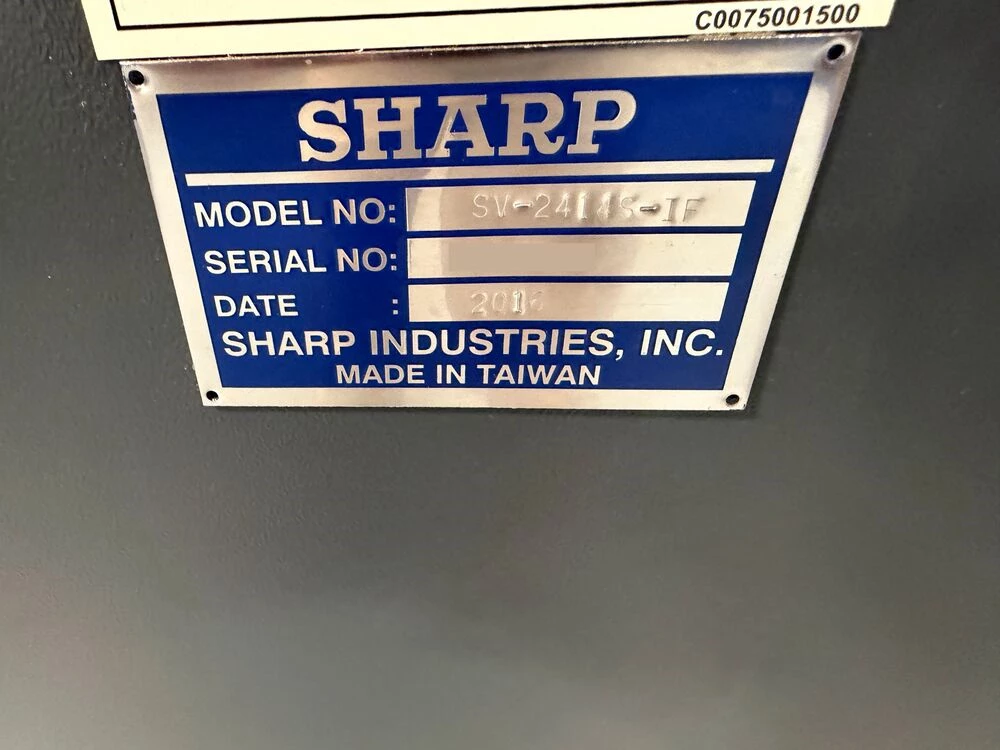 C0075001500
SHARP
MODEL NO: SV-2414S-IF
SERIAL NO:
DATE : 2016
SHARP INDUSTRIES, INC.
MADE IN TAIWAN